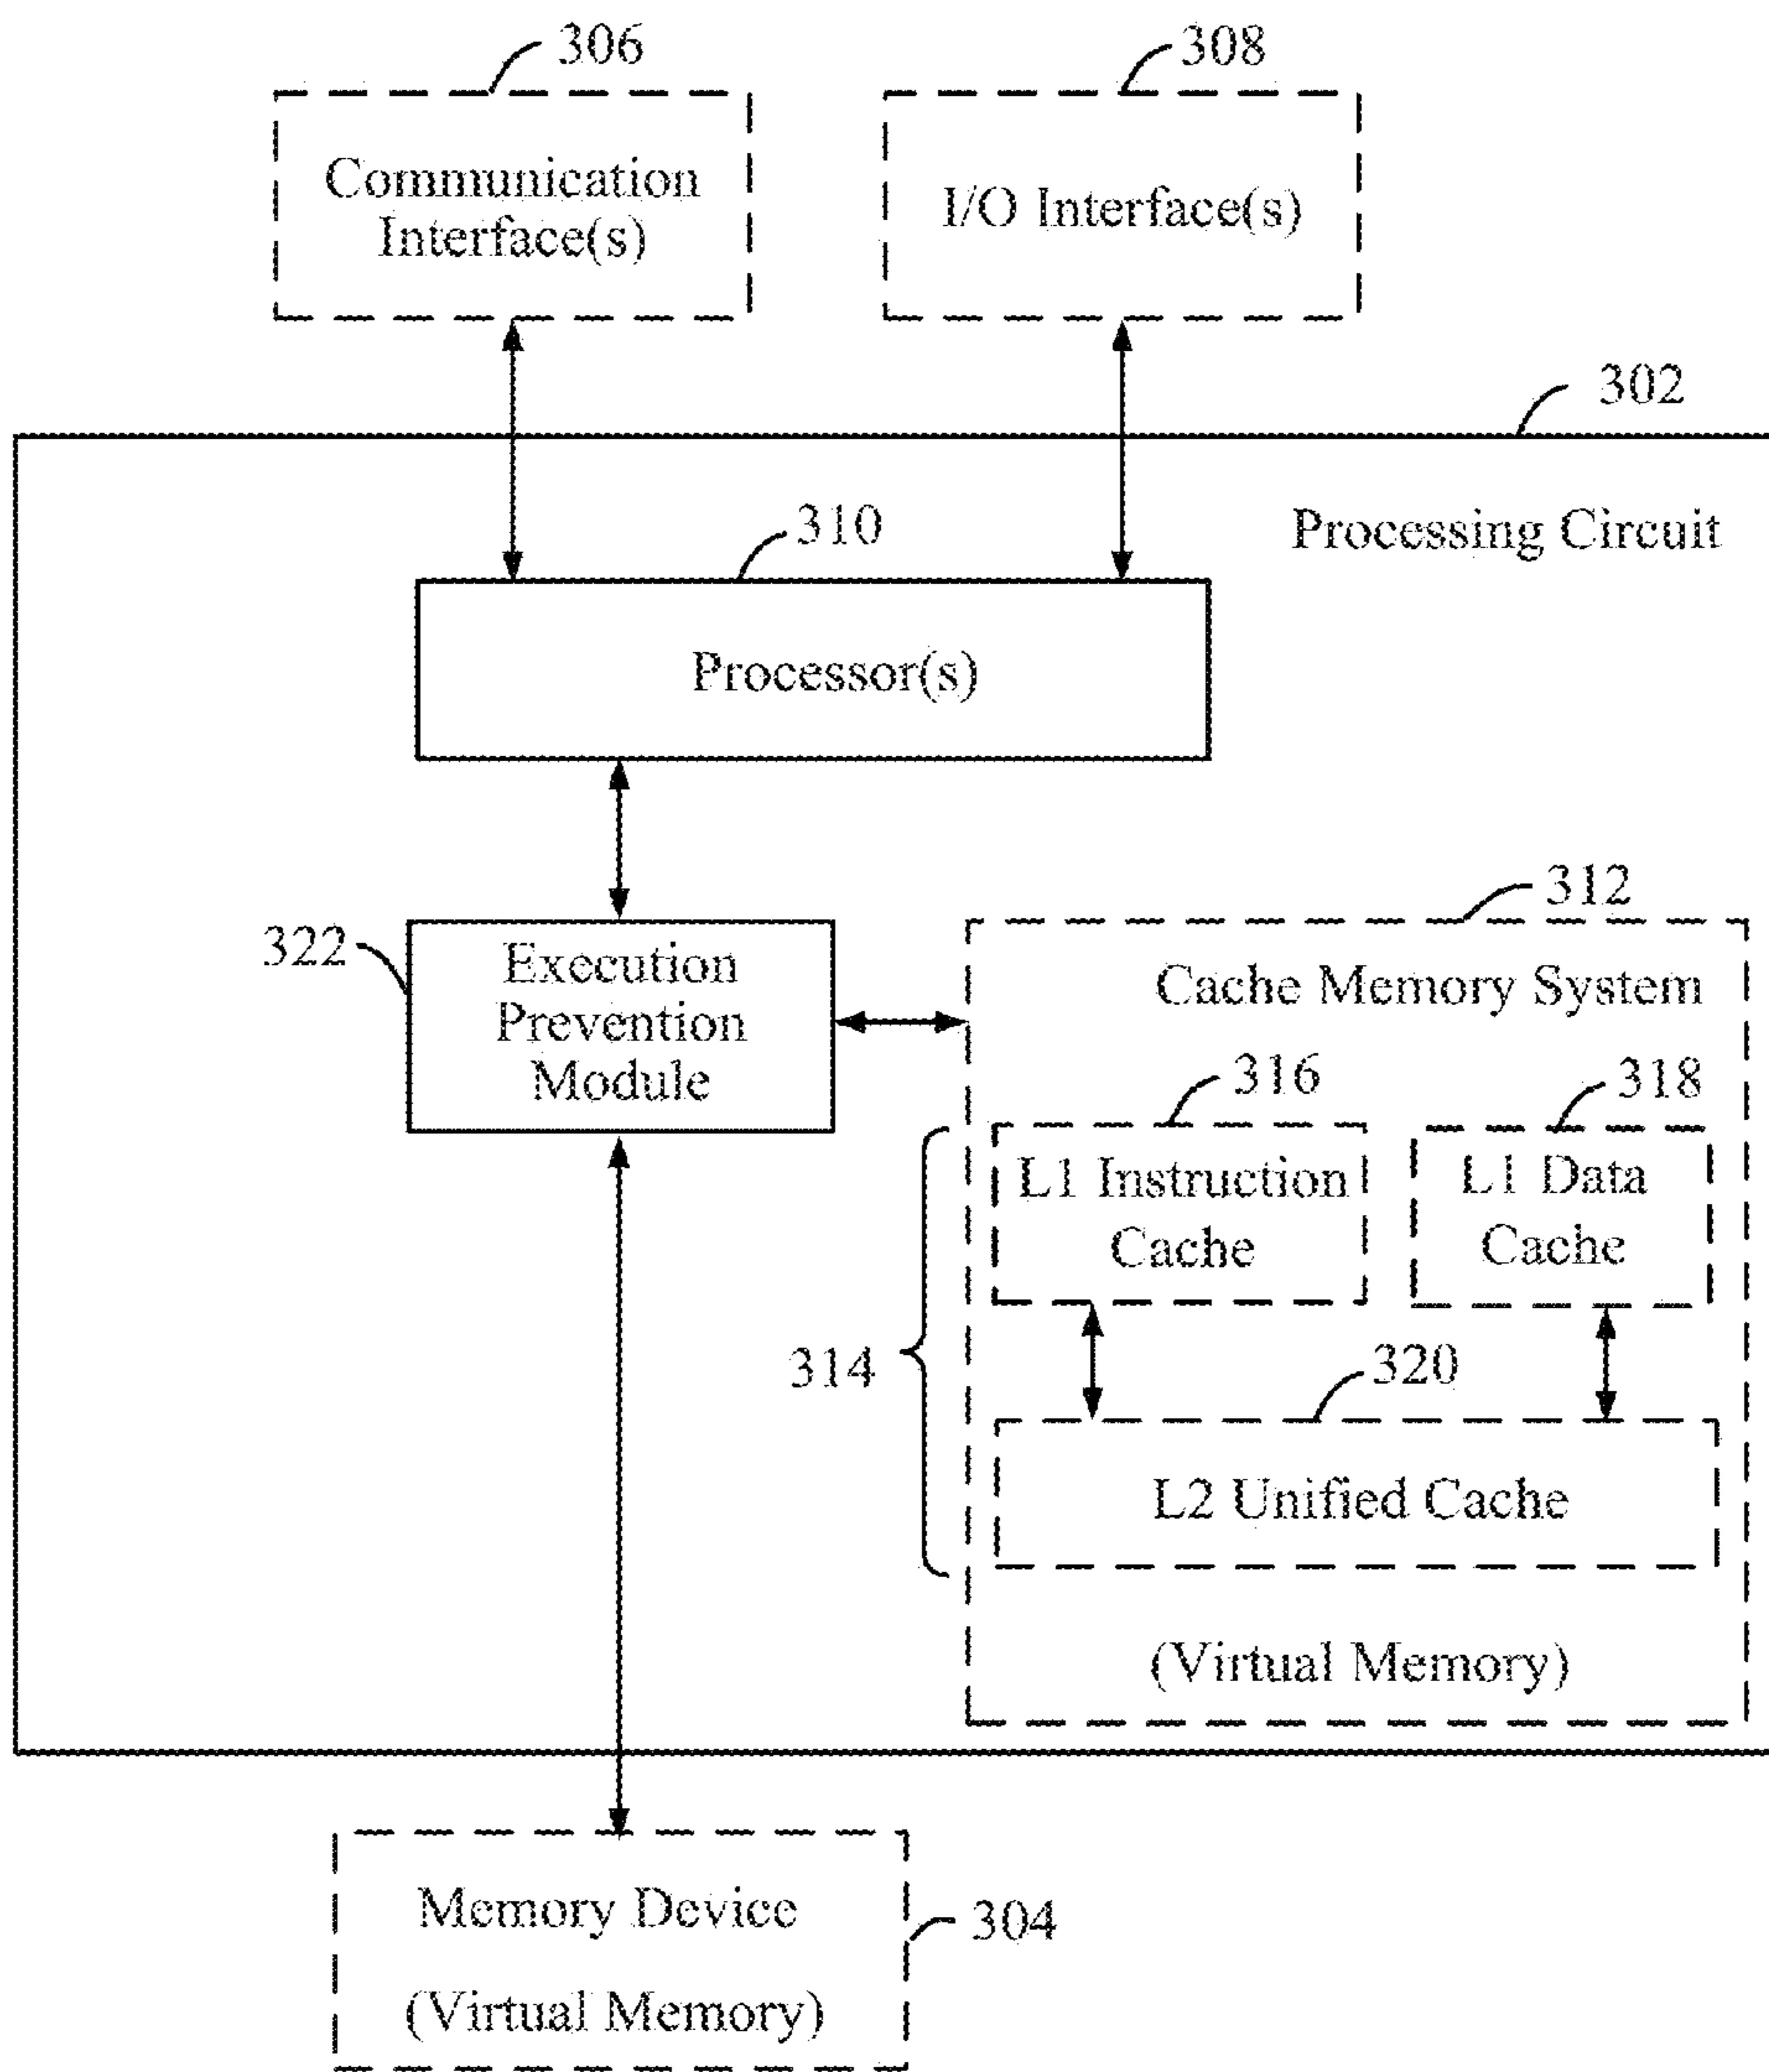 306
308
Communication
Interface(s)
I/O Interface(s)
302
Processing Circuit
310
Processor(s)
312
322
Execution
Prevention
Module
Cache Memory System
316
318
L1 Instruction
Cache
L1 Data
Cache
314
320
L2 Unified Cache
(Virtual Memory)
Memory Device
(Virtual Memory)
304